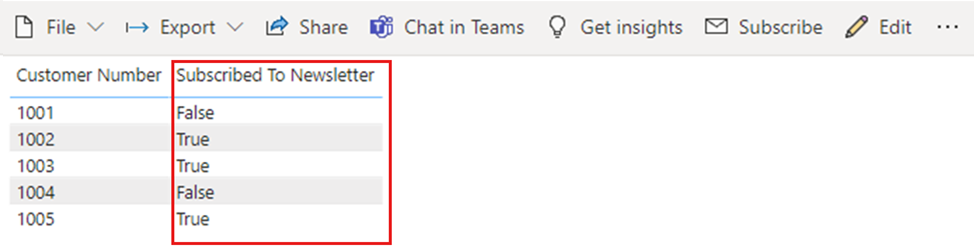 File Export Share Chat in Teams Get insights Subscribe Edit ...
Customer Number Subscribed To Newsletter
1001 False
1002 True
1003 True
1004 False
1005 True